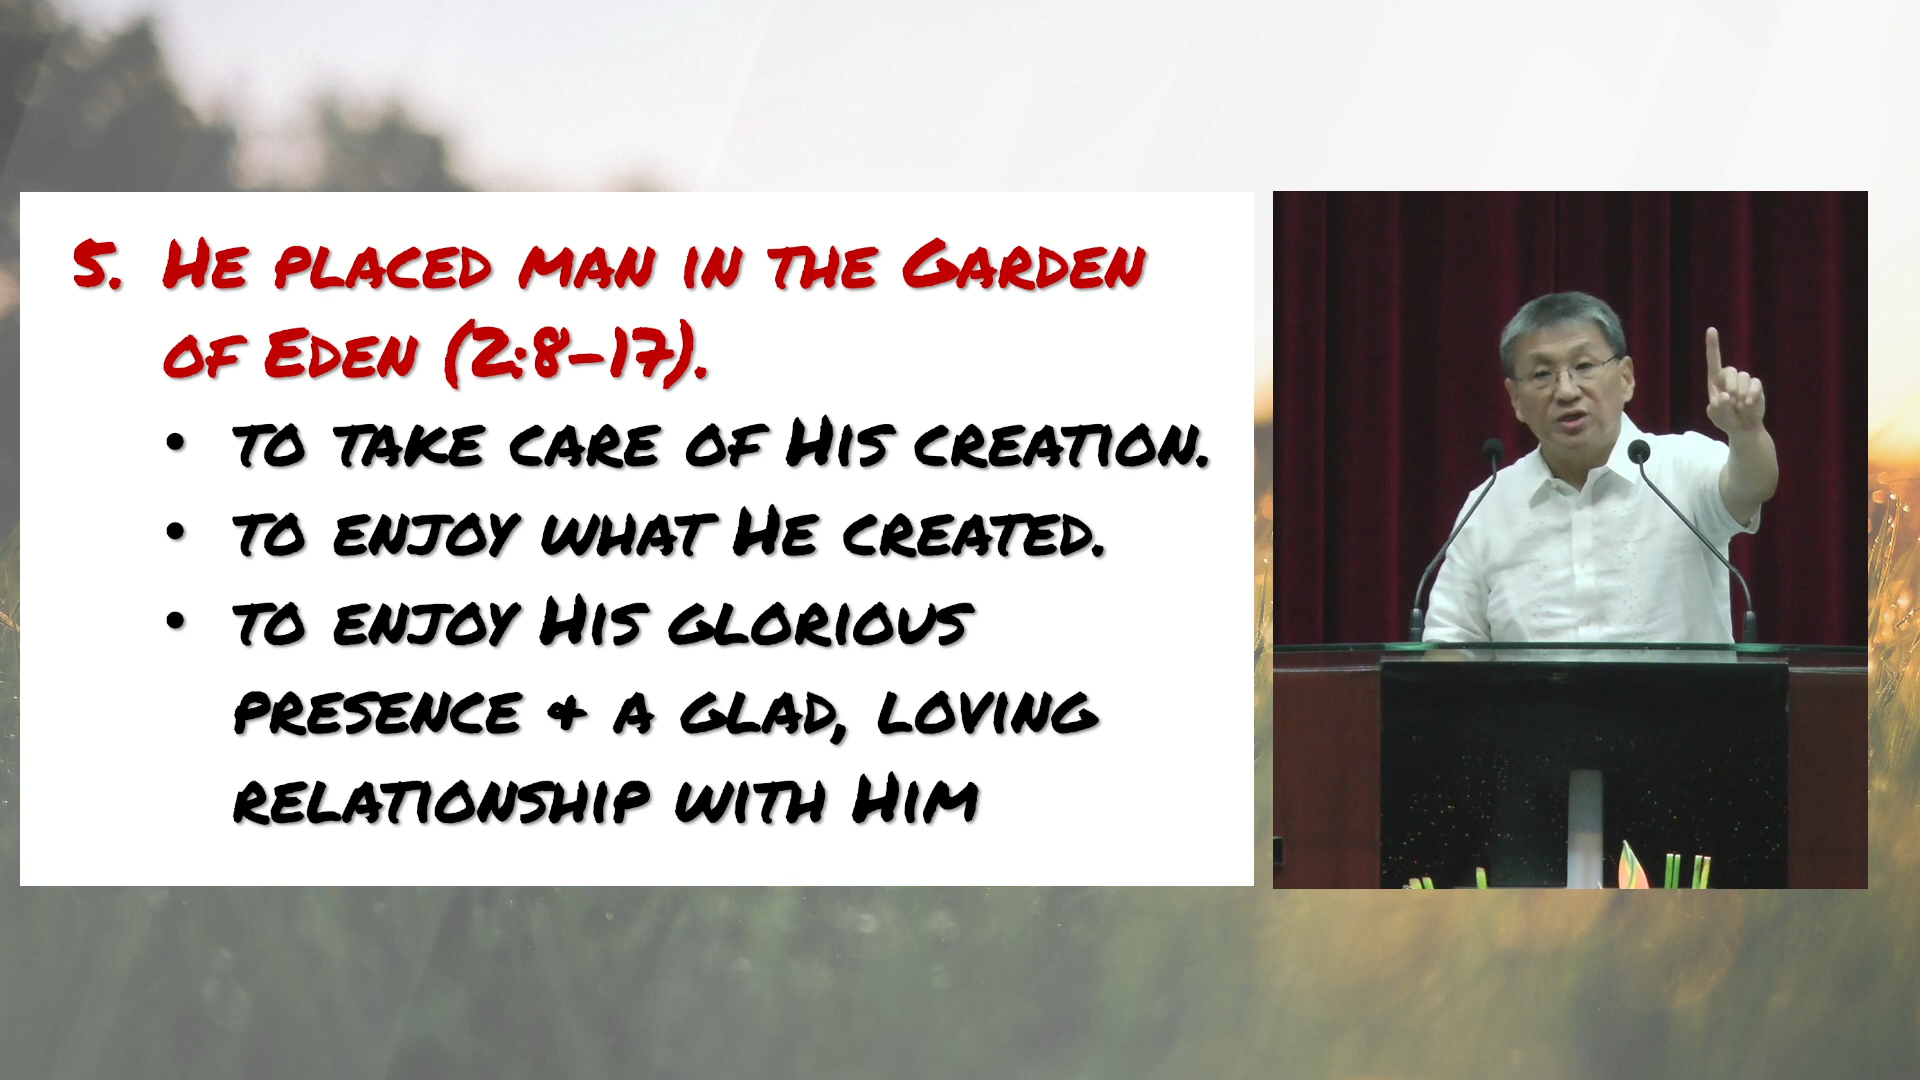 5. He placed man in the Garden
of Eden (2:8-17).
• to take care of His creation.
• to enjoy what He created.
• to enjoy His glorious
presence & a glad, loving
relationship with Him